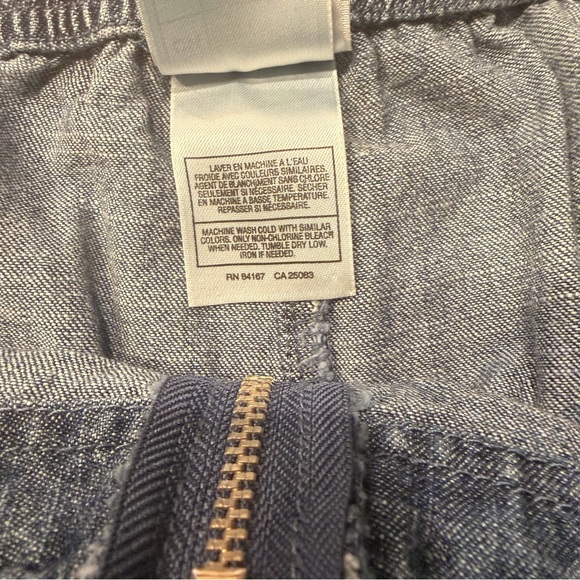 LAVER EN MACHINE A L'EAU
FROIDE AVEC COULEURS SIMILAIRES.
AGENT DE BLANCHIMENT SANS CHLORE
SEULEMENT SI NÉCESSAIRE. SÉCHER
EN MACHINE A BASSE TEMPÉRATURE.
REPASSER SI NÉCESSAIRE.
MACHINE WASH COLD WITH SIMILAR
COLORS. ONLY NON-CHLORINE BLEACH
WHEN NEEDED. TUMBLE DRY LOW.
IRON IF NEEDED.
RN 84167 CA 25083